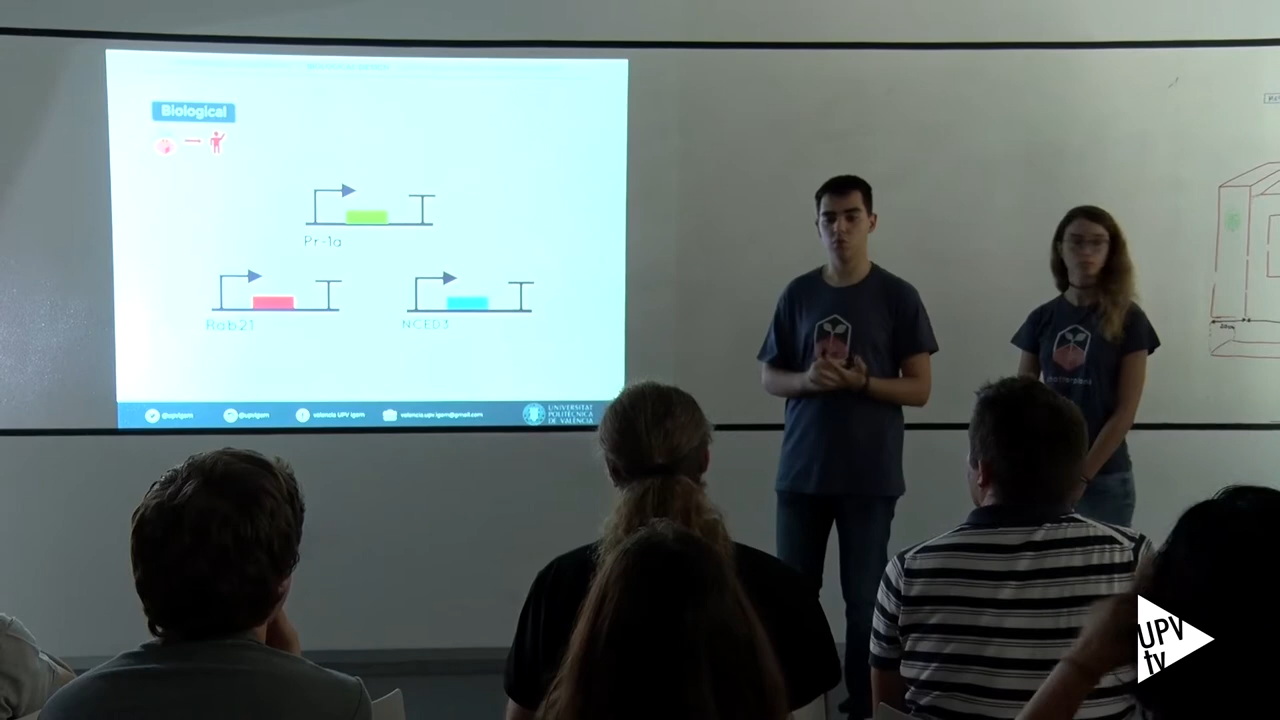 Biological
Pr-1a
Rab21
NCED3
@upvigem
@upvigem
valencia UPV igem
valencia.upv.igem@gmail.com
UNIVERSITAT
POLITÈCNICA
DE VALÈNCIA
UPV
tv